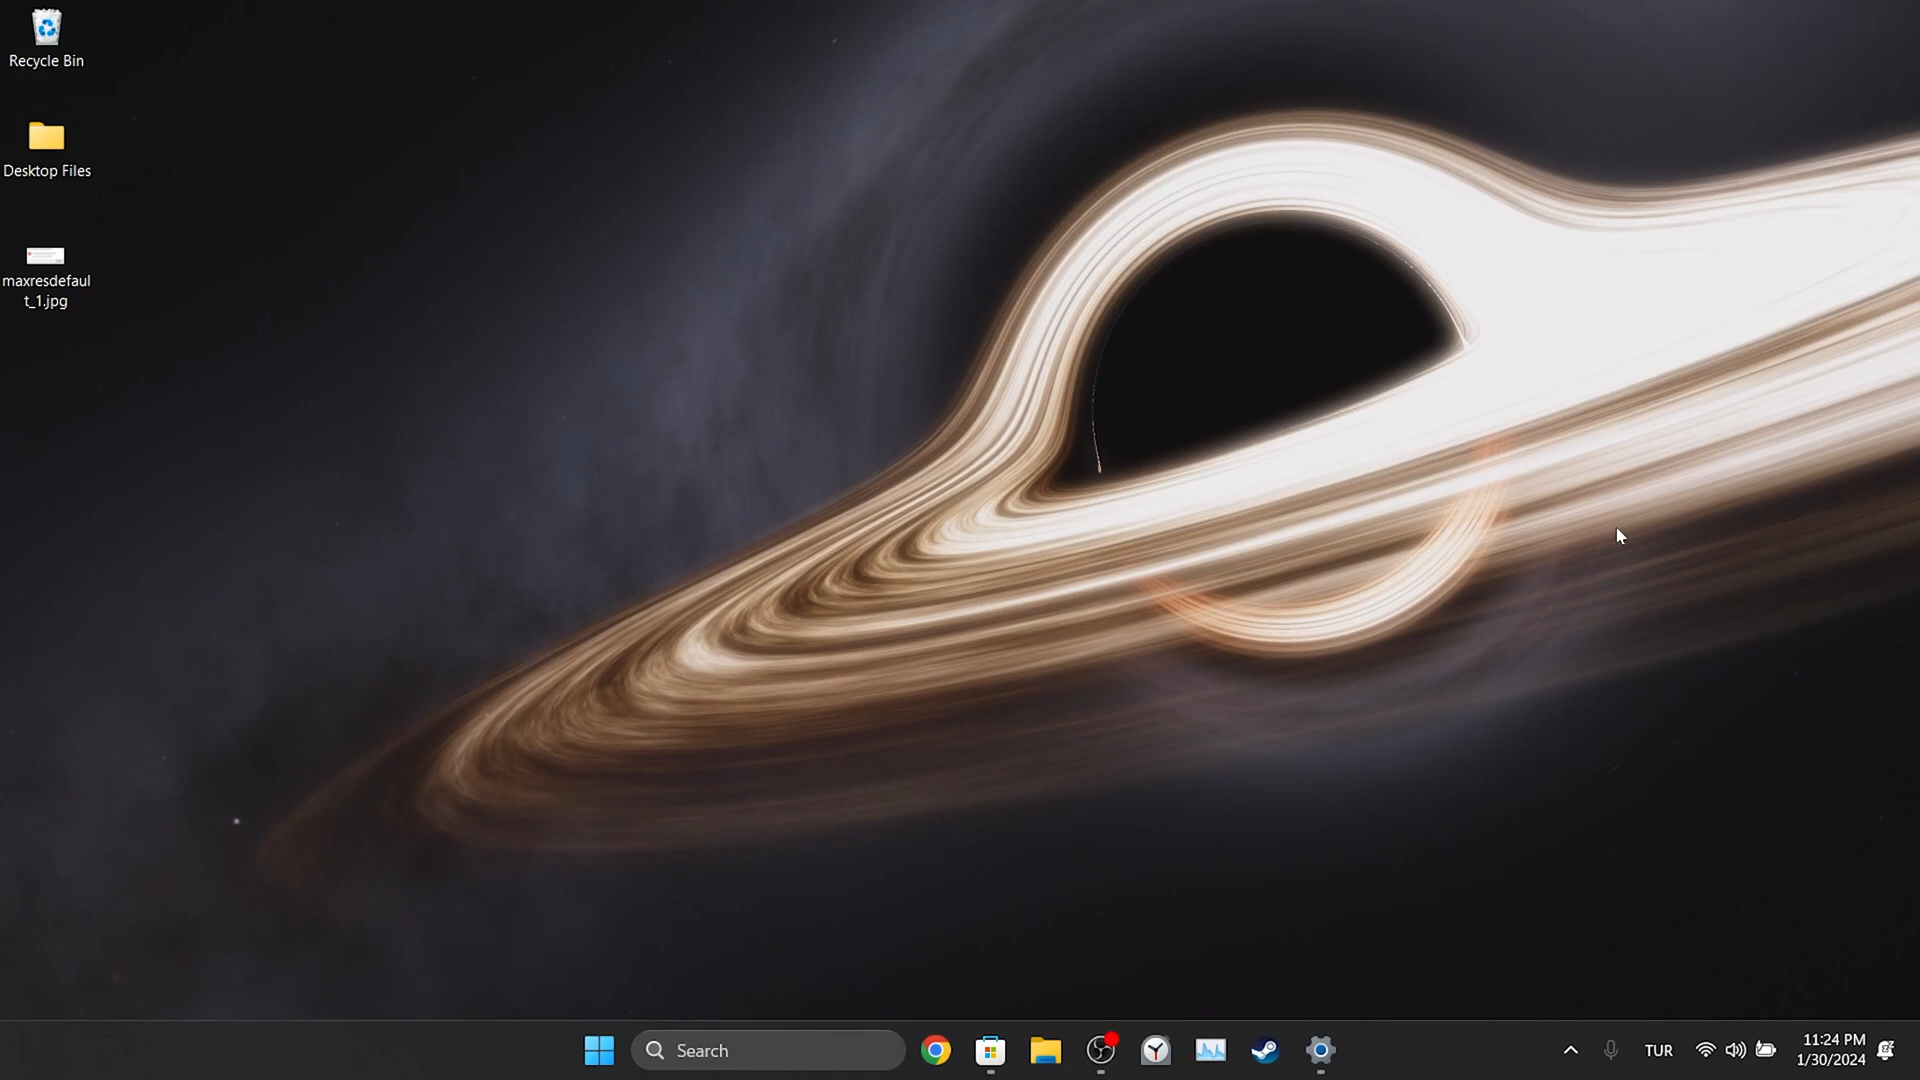 Recycle Bin
Desktop Files
maxresdefaul
t_1.jpg
Search
TUR
11:24 PM
1/30/2024